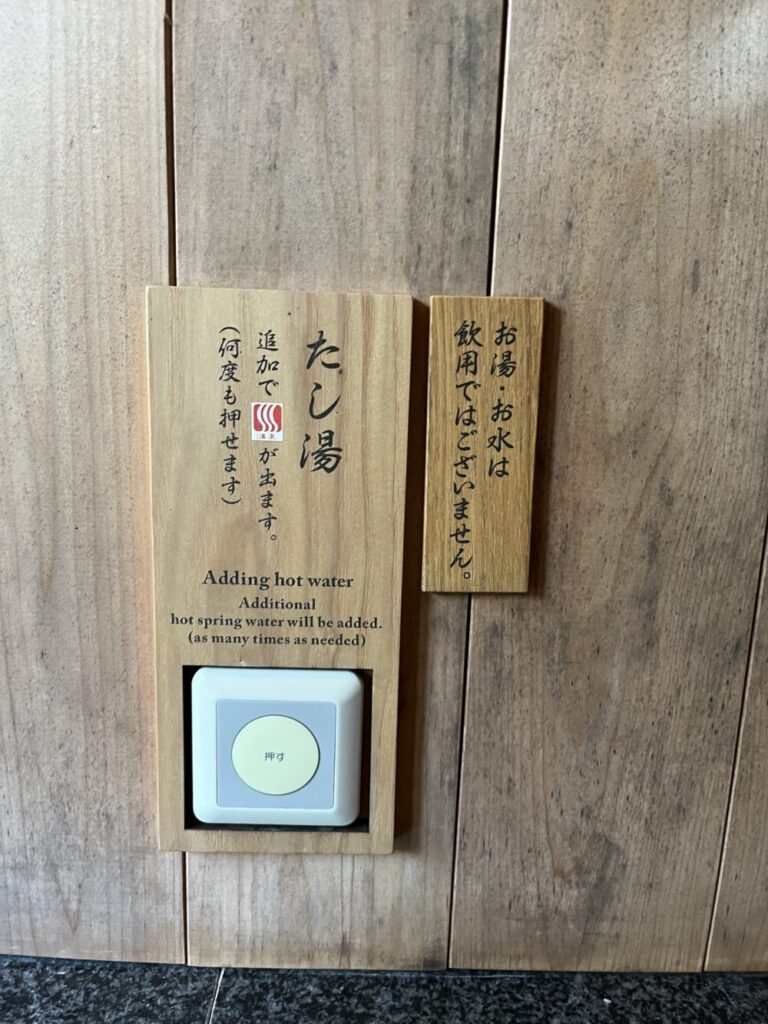 たし湯
追加で
温泉
が出ます。
(何度も押せます)
Adding hot water
Additional
hot spring water will be added.
(as many times as needed)
押す
お湯・お水は
飲用ではございません。